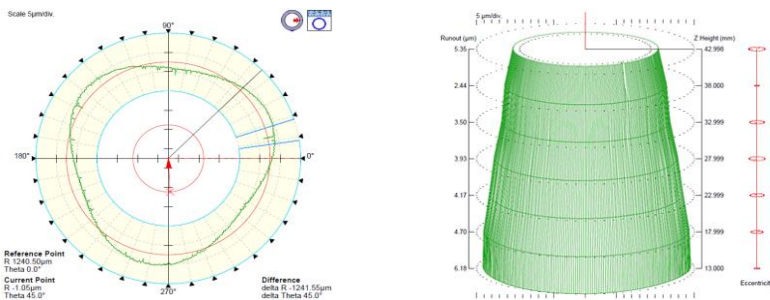 Scale 5µm/div.
90°
180°
0°
270°
Reference Point
R 1240.50µm
Theta 0.0°
Current Point
R -1.05µm
Theta 45.0°
Difference
delta R -1241.55µm
delta Theta 45.0°
5 µm/div.
Runout (µm)
Z Height (mm)
5.35
42.998
2.44
38.000
3.50
32.999
3.93
27.999
4.17
22.999
4.70
17.999
6.18
13.000
Eccentricit